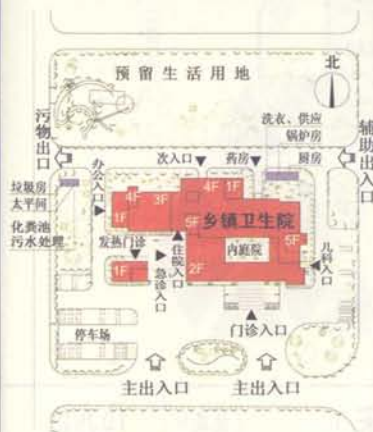 预留生活用地
北
洗衣、供应
锅炉房
厨房
次入口
药房
污物出口
辅助出入口
办公入口
垃圾房
太平间
化粪池
污水处理
4F
3F
1F
4F
1F
5F
乡镇卫生院
内庭院
5F
2F
1F
发热门诊
急诊入口
住院入口
儿科入口
门诊入口
停车场
主出入口
主出入口